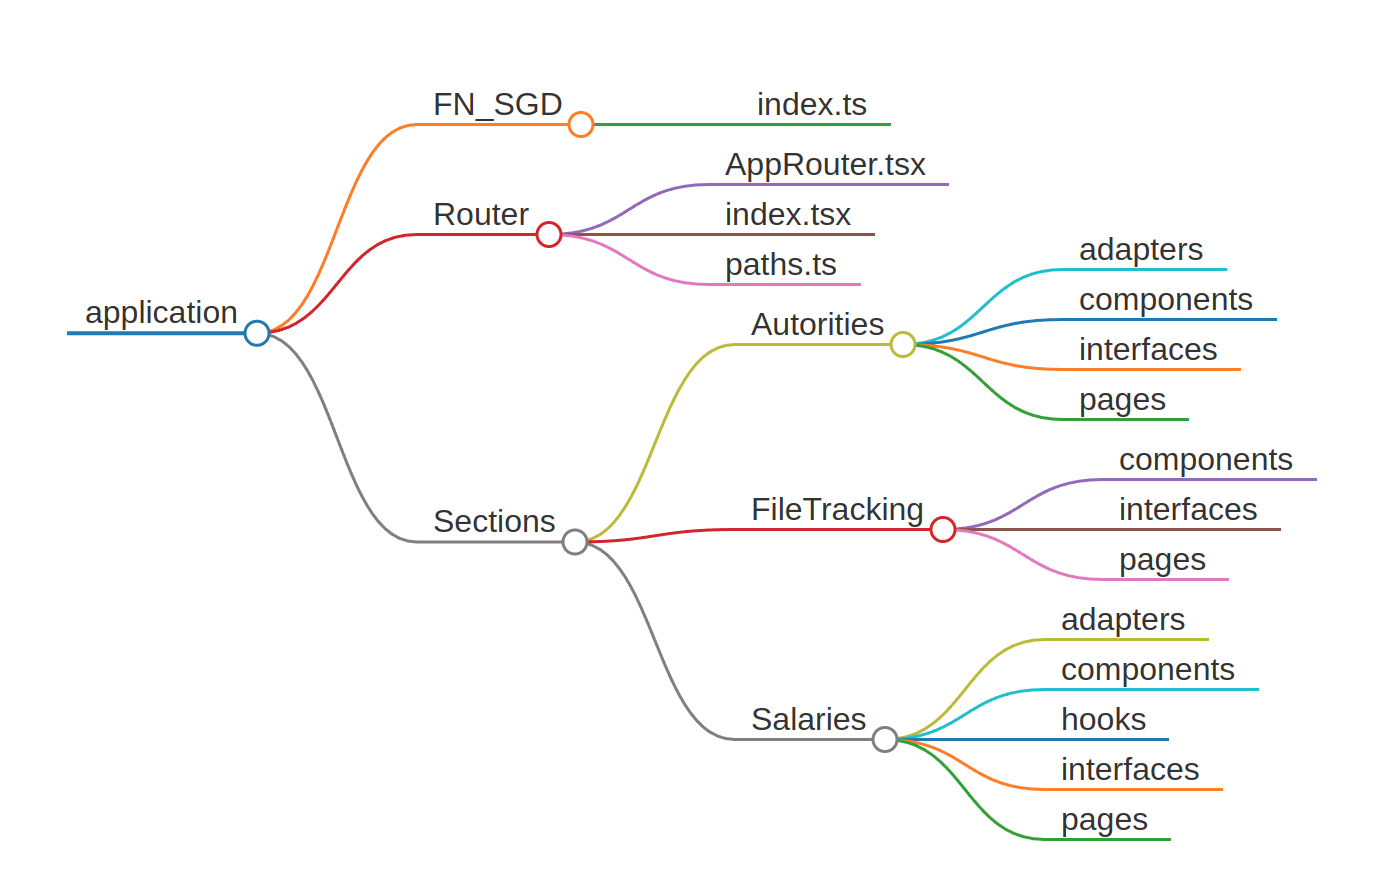 application
FN_SGD
index.ts
Router
AppRouter.tsx
index.tsx
paths.ts
Sections
Autorities
adapters
components
interfaces
pages
FileTracking
components
interfaces
pages
Salaries
adapters
components
hooks
interfaces
pages